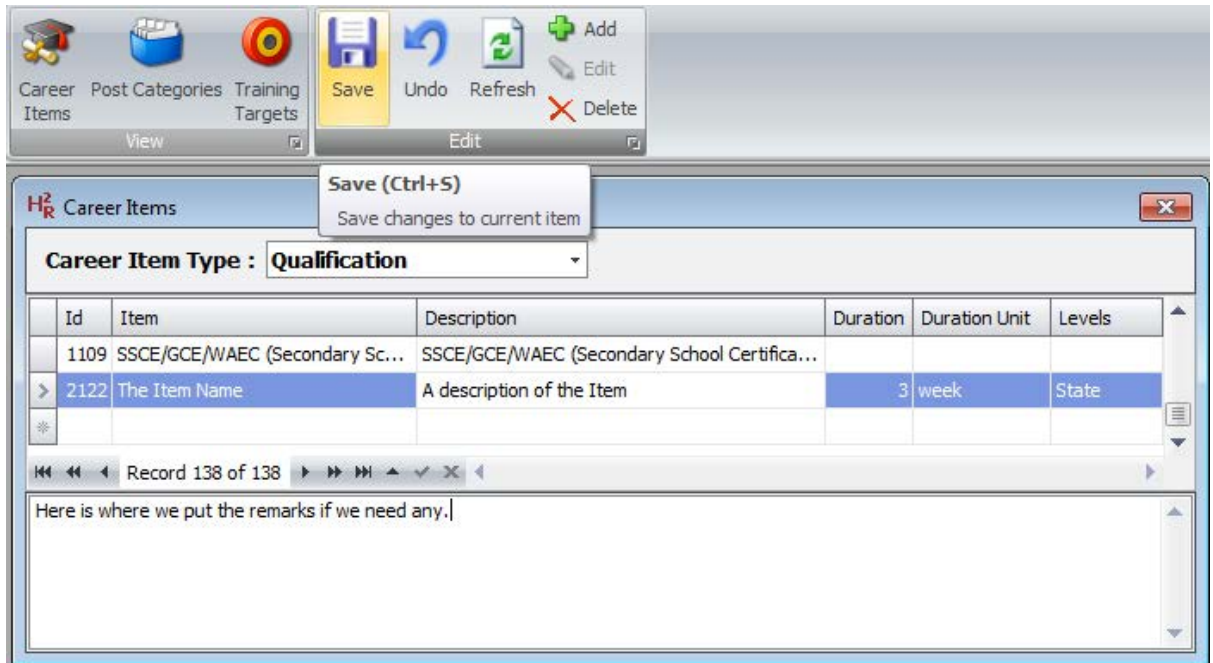 Career Items
Post Categories
Training Targets
View
Save
Undo
Refresh
Add
Edit
Delete
Edit
Save (Ctrl+S)
Save changes to current item
H2R Career Items
Career Item Type : Qualification
Id Item Description Duration Duration Unit Levels
1109 SSCE/GCE/WAEC (Secondary Sc... SSCE/GCE/WAEC (Secondary School Certifica...
2122 The Item Name A description of the Item 3 week State
Record 138 of 138
Here is where we put the remarks if we need any.